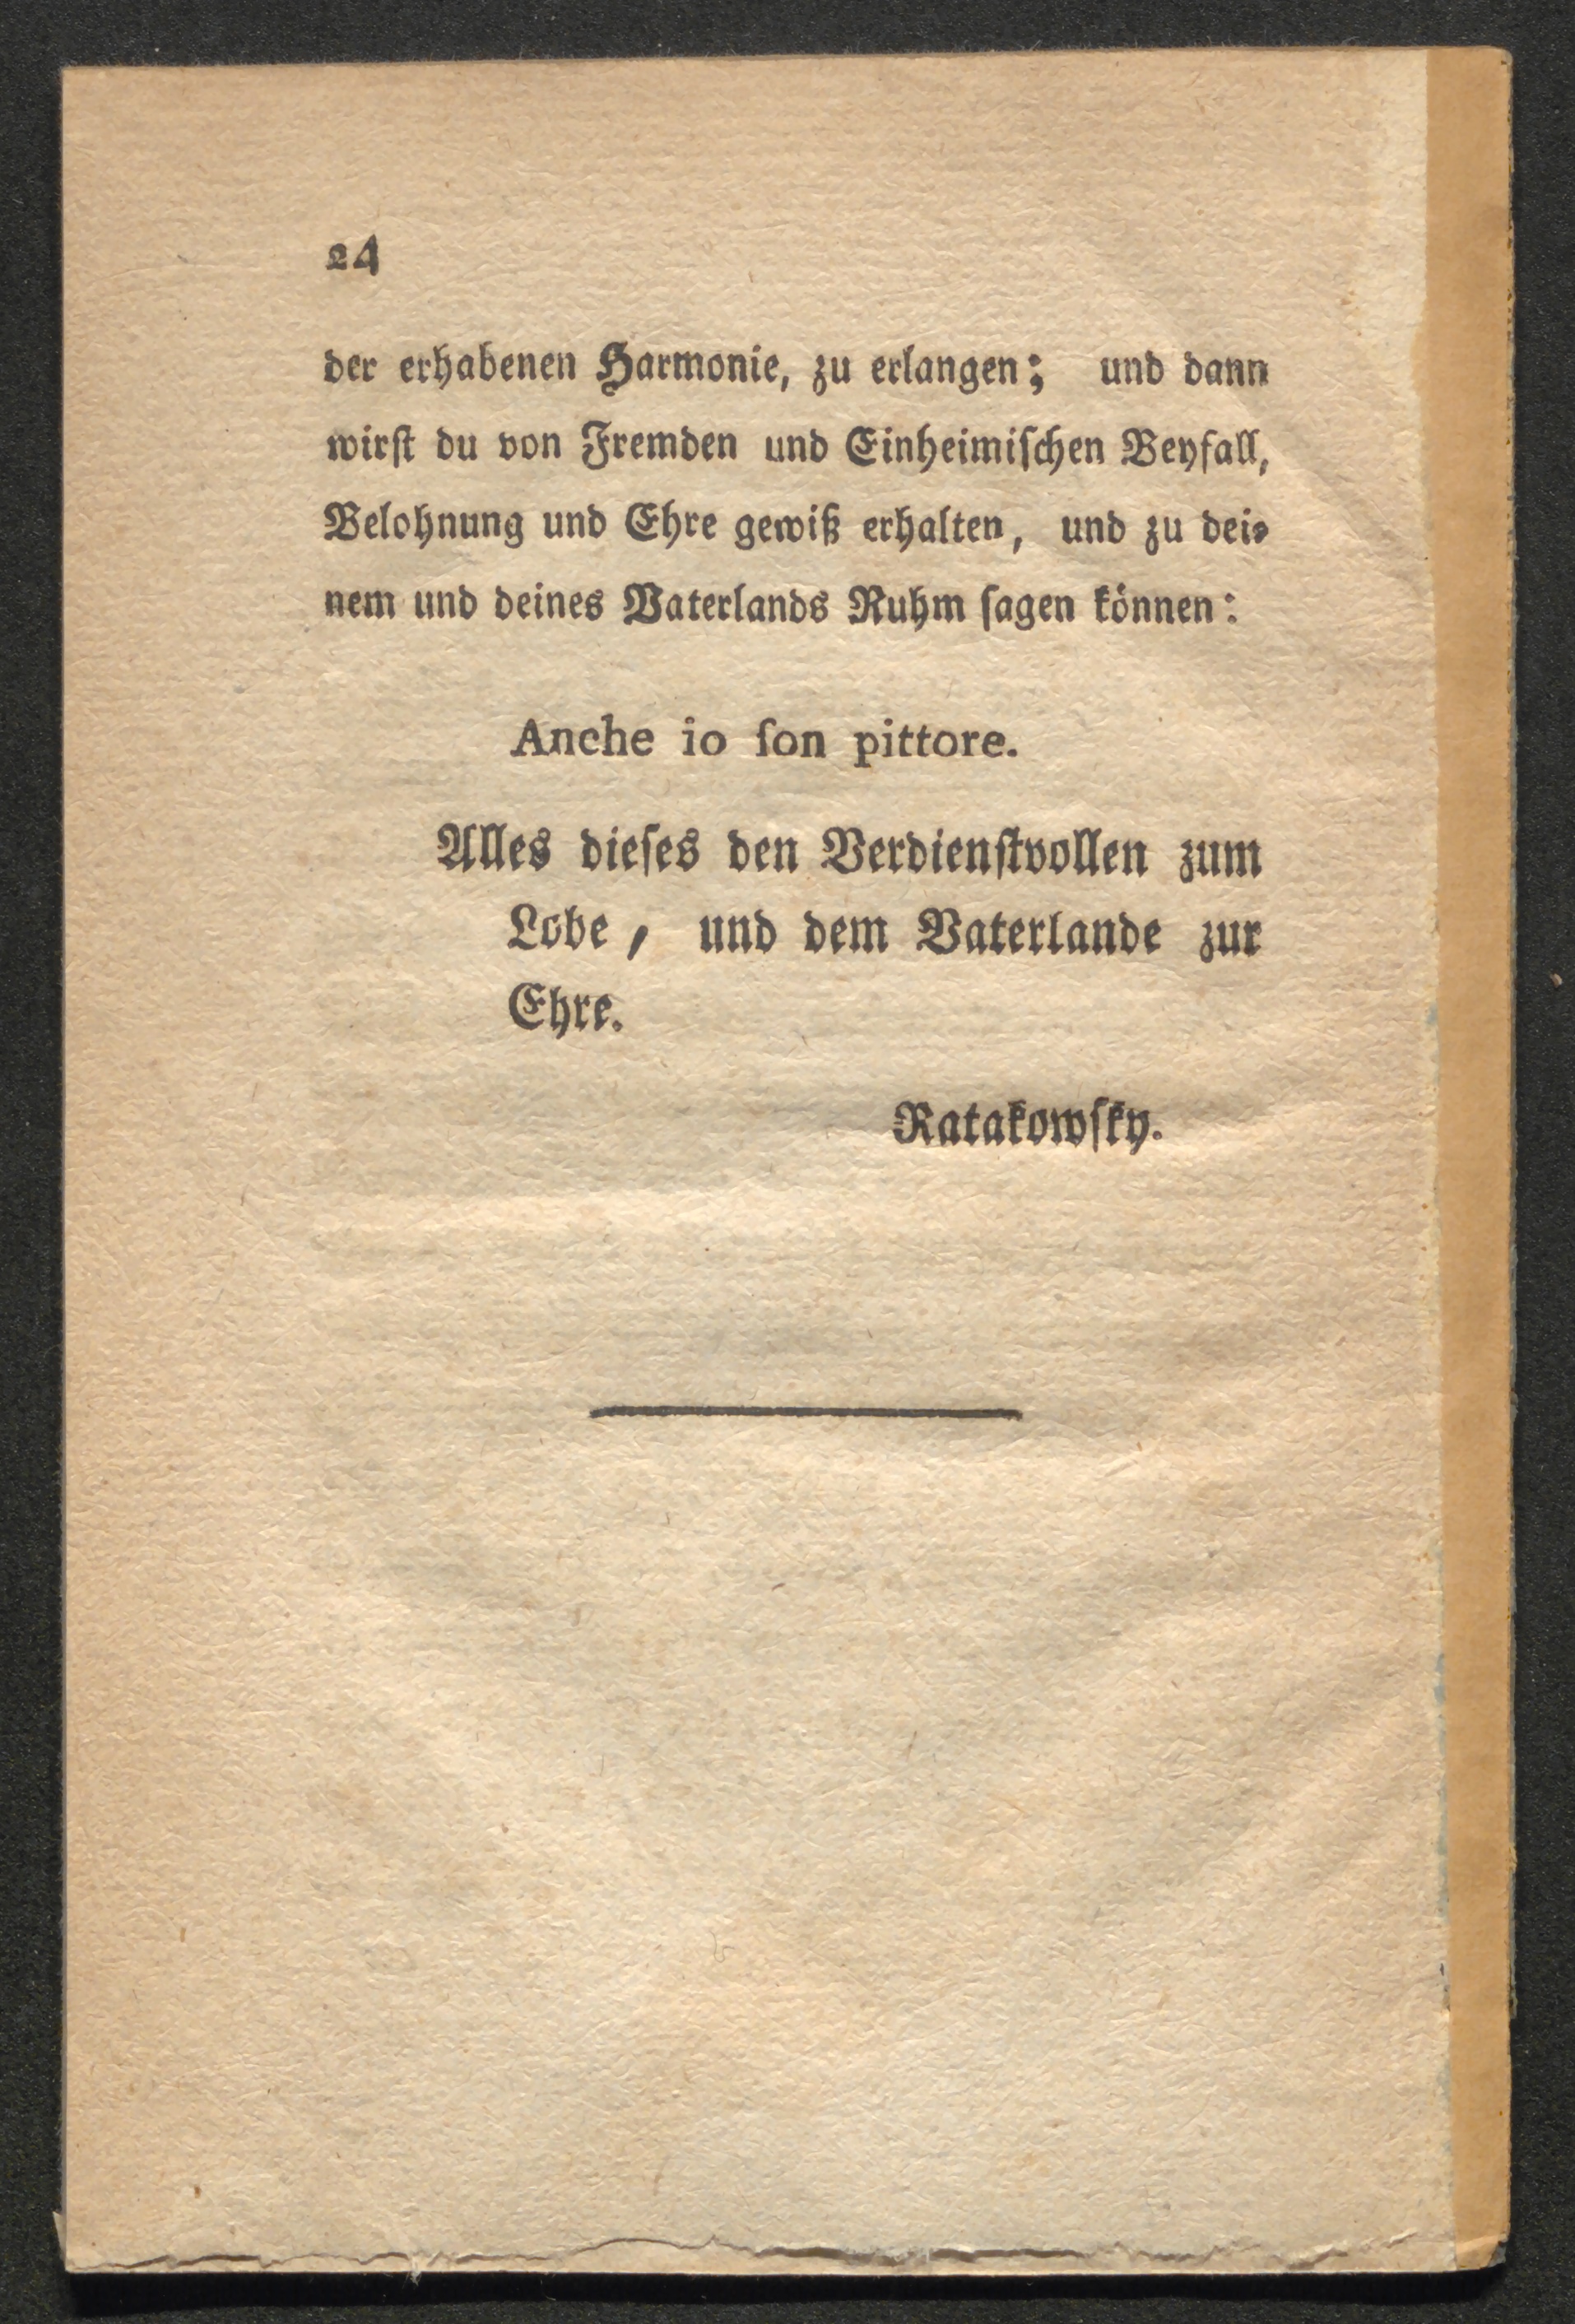 24
der erhabenen Harmonie, zu erlangen; und dann
wirſt du von Fremden und Einheimiſchen Beyfall,
Belohnung und Ehre gewiß erhalten, und zu dei⸗
nem und deines Vaterlands Ruhm ſagen können:
Anche io ſon pittore.
Alles dieſes den Verdienſtvollen zum
Lobe, und dem Vaterlande zur
Ehre.
Ratakowſky.